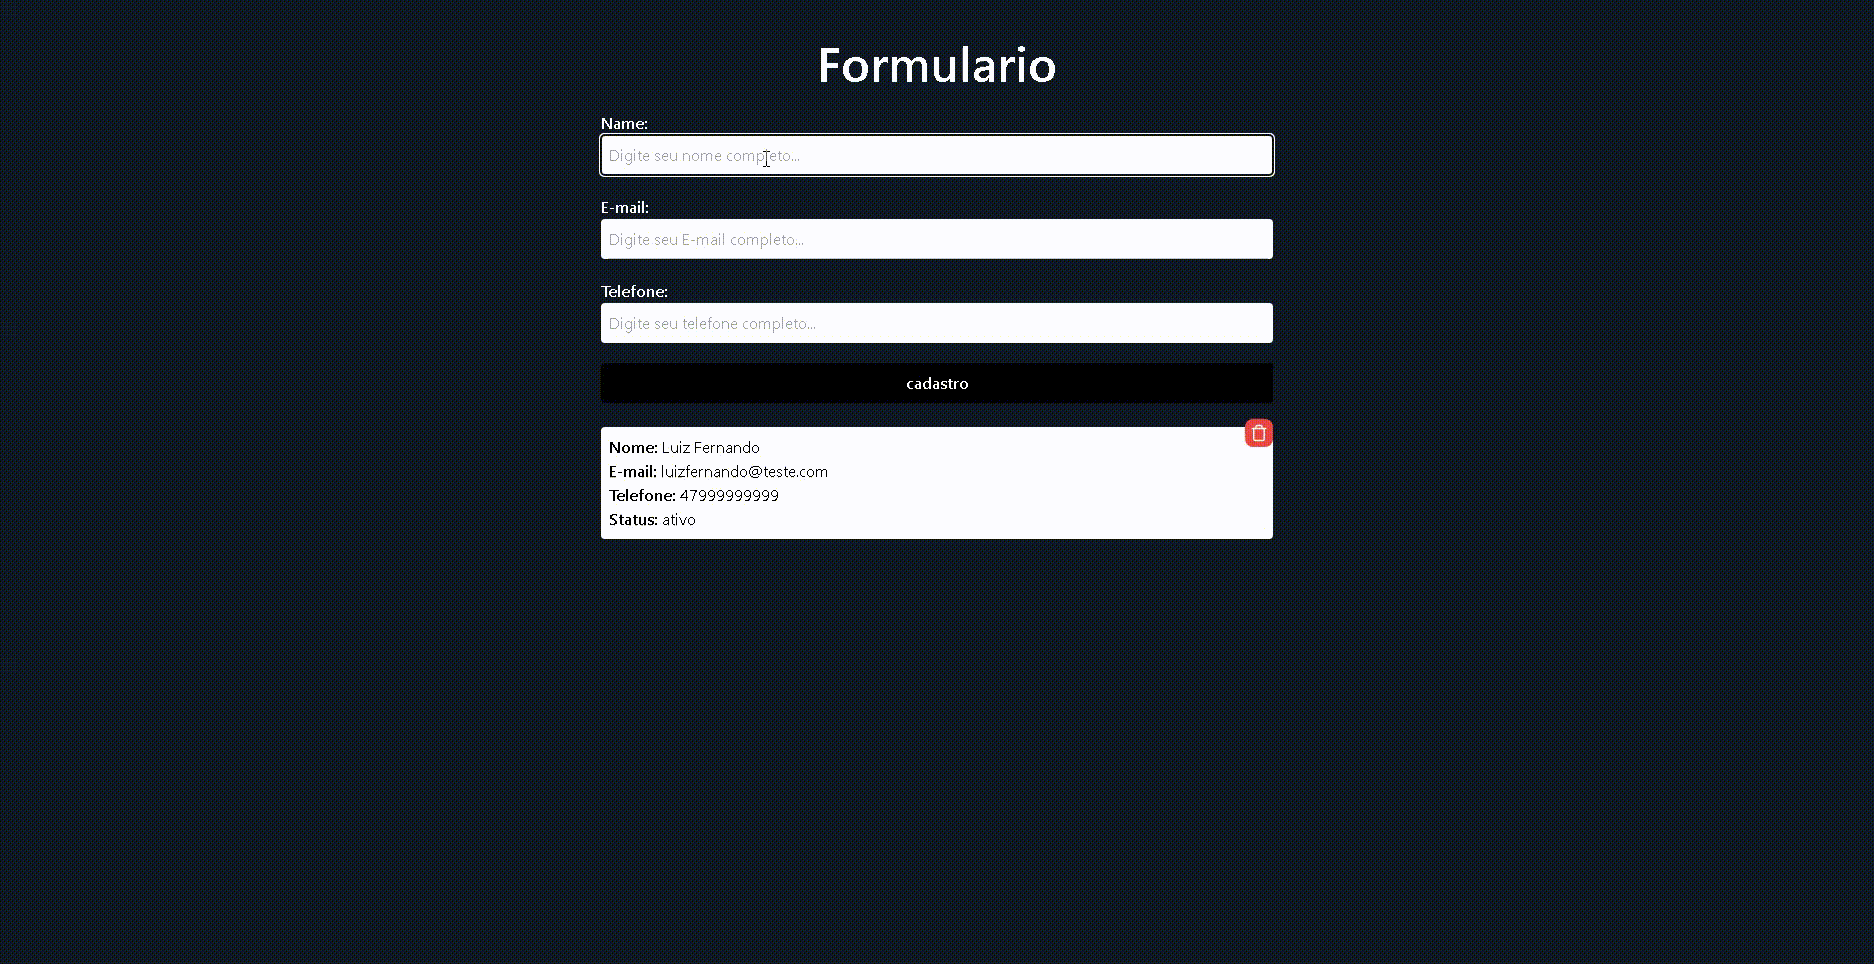 Formulario
Name:
Digite seu nome completo...
E-mail:
Digite seu E-mail completo...
Telefone:
Digite seu telefone completo...
cadastro
Nome: Luiz Fernando
E-mail: luizfernando@teste.com
Telefone: 47999999999
Status: ativo